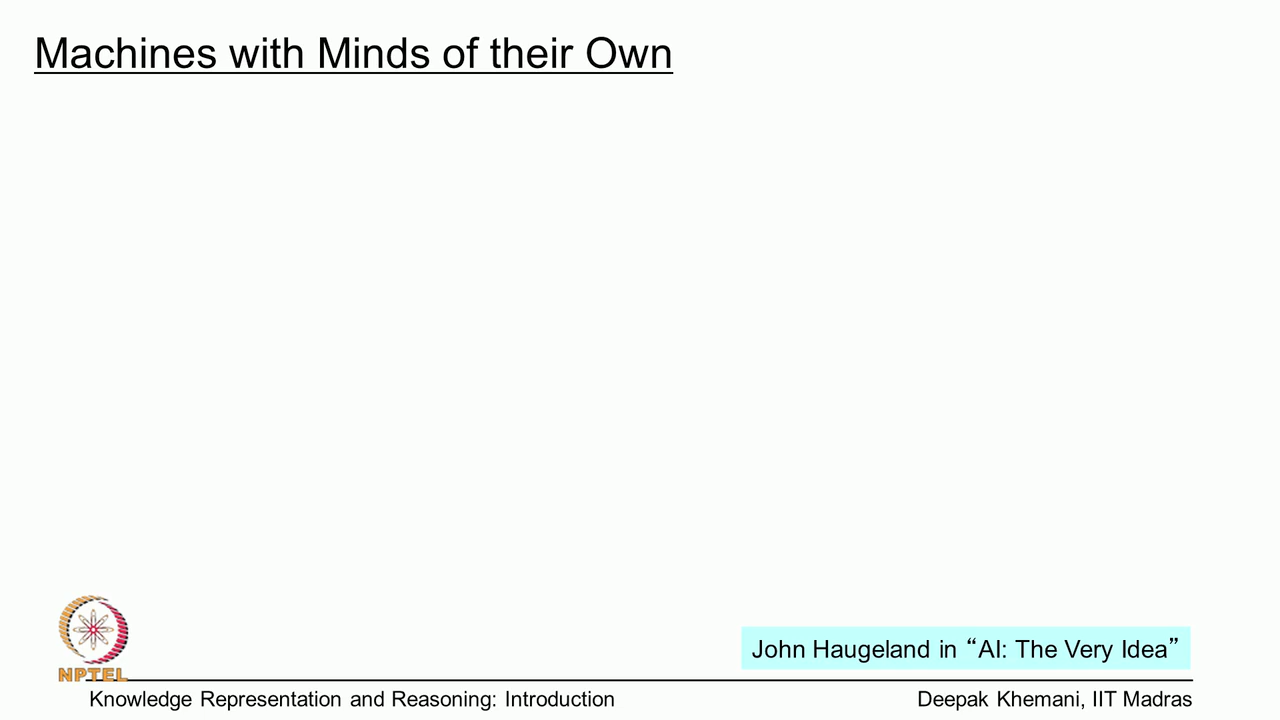 Machines with Minds of their Own
John Haugeland in “AI: The Very Idea”
NPTEL
Knowledge Representation and Reasoning: Introduction
Deepak Khemani, IIT Madras